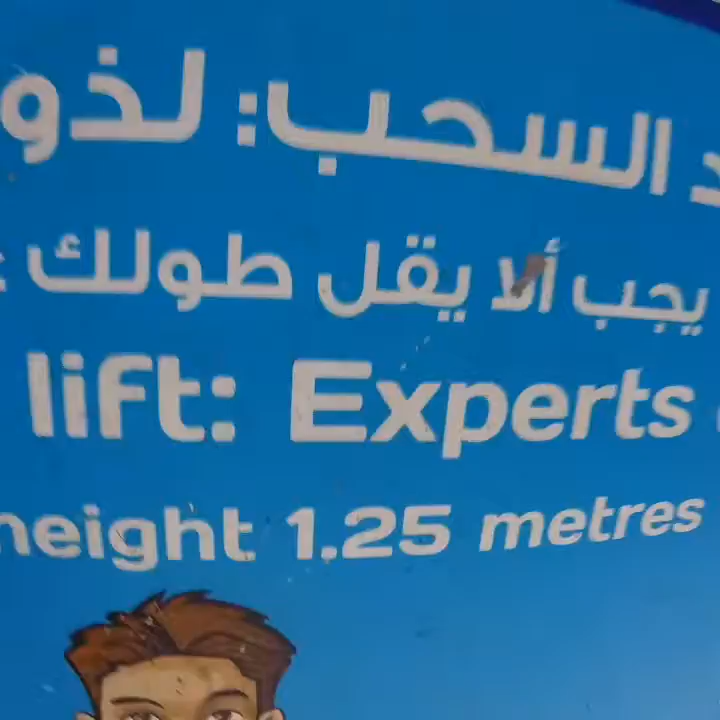 السحب: لذو
يجب ألا يقل طولك
lift: Experts
height 1.25 metres